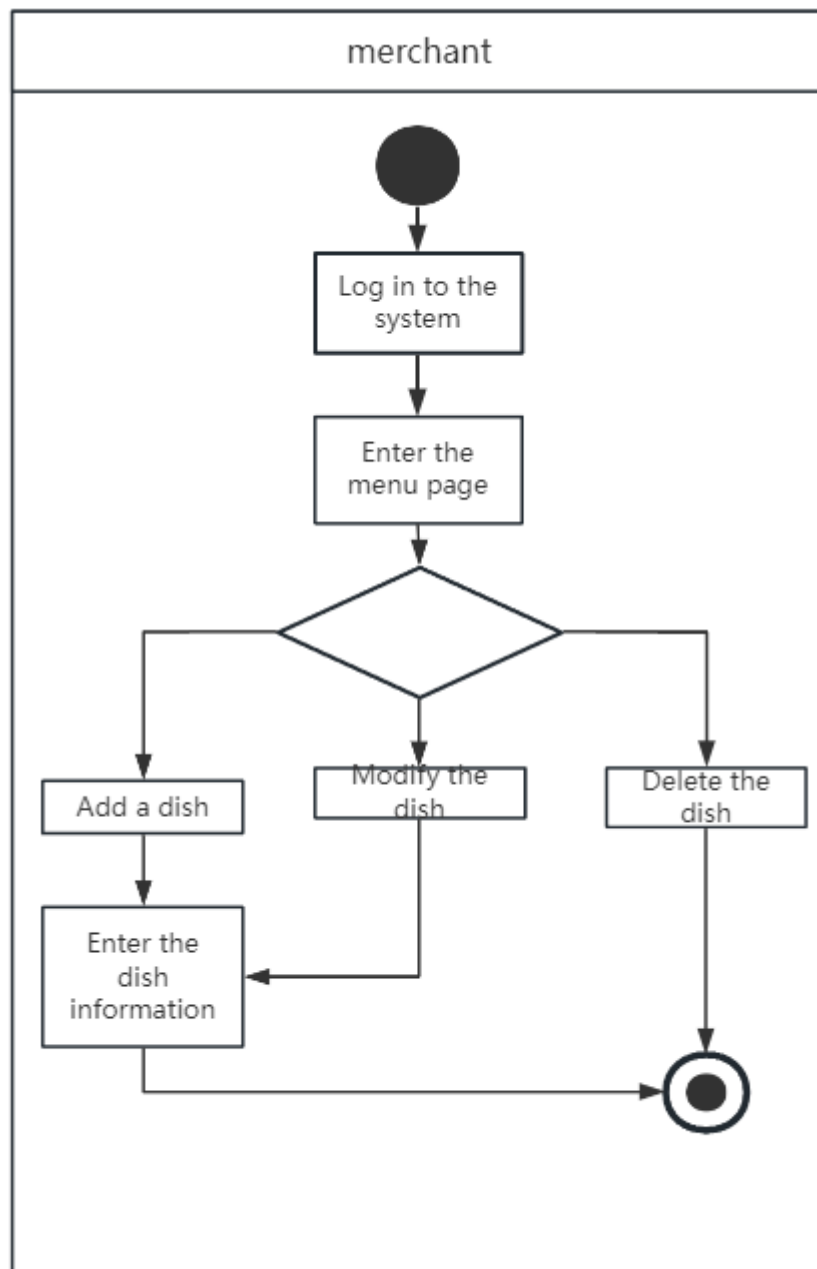 merchant
Log in to the
system
Enter the
menu page
Add a dish
Modify the
dish
Delete the
dish
Enter the
dish
information